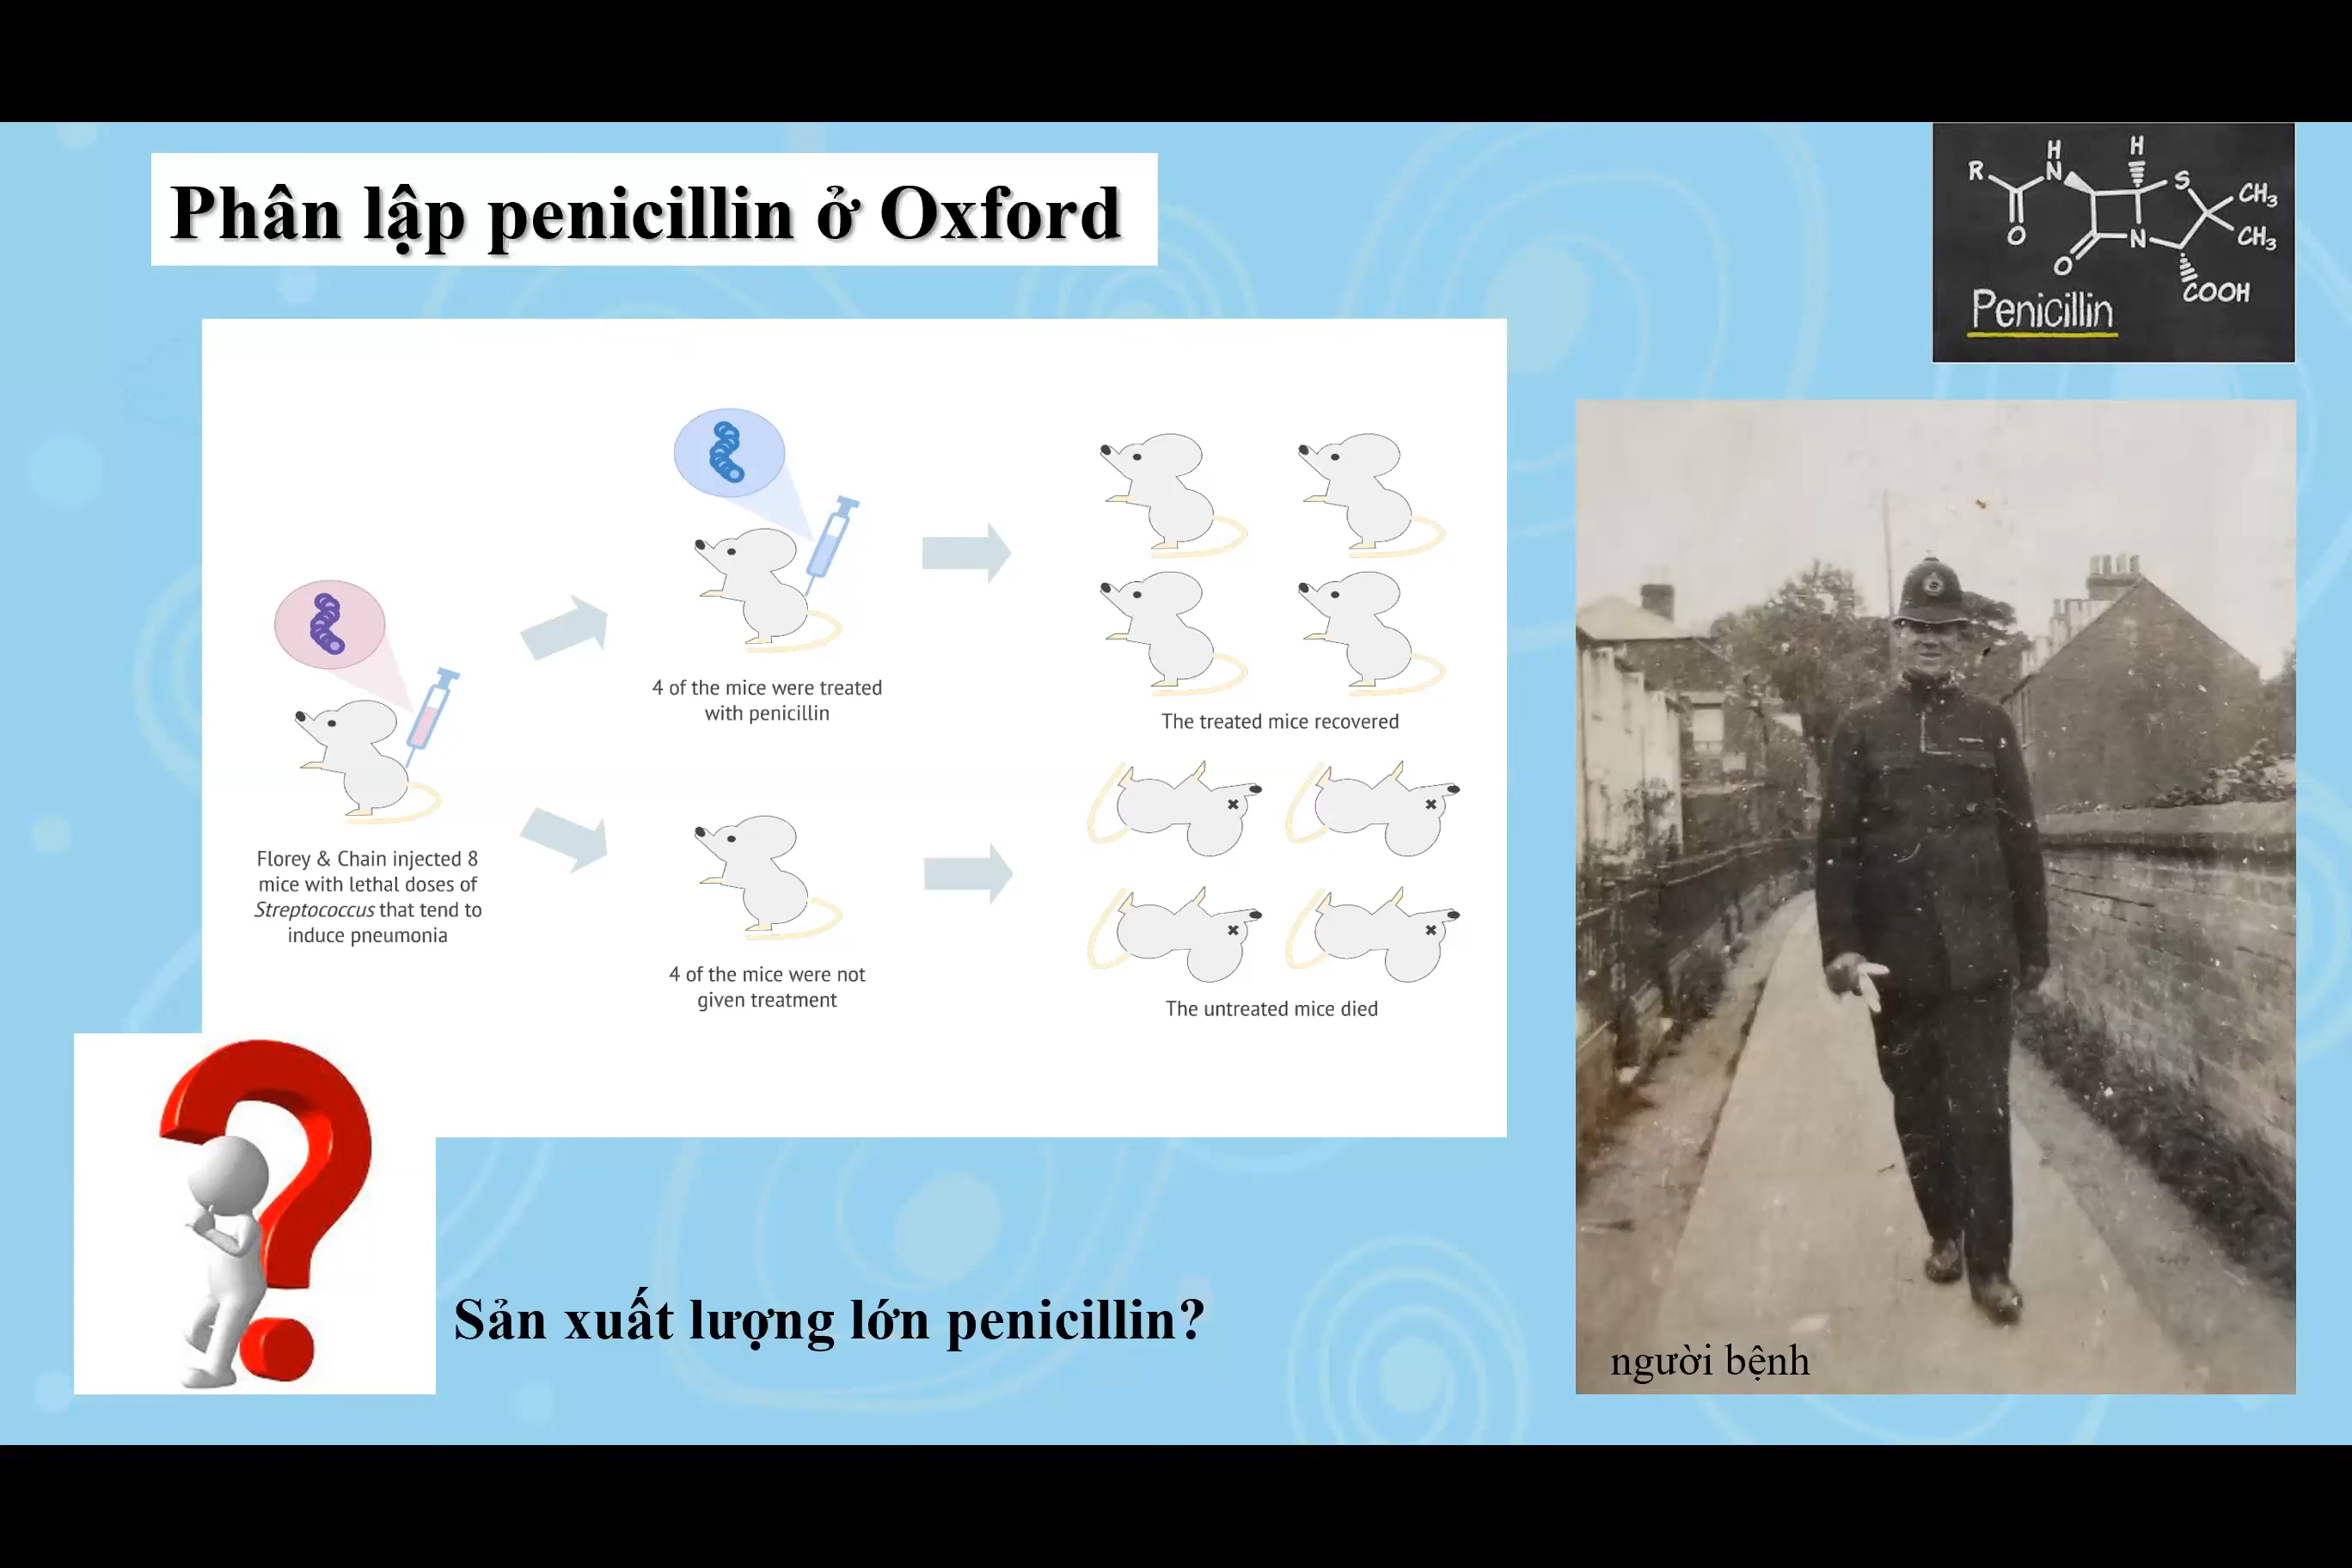 Phân lập penicillin ở Oxford
R
H
N
H
S
CH3
CH3
O
N
O
COOH
Penicillin
4 of the mice were treated
with penicillin
The treated mice recovered
Florey & Chain injected 8
mice with lethal doses of
Streptococcus that tend to
induce pneumonia
4 of the mice were not
given treatment
The untreated mice died
Sản xuất lượng lớn penicillin?
người bệnh